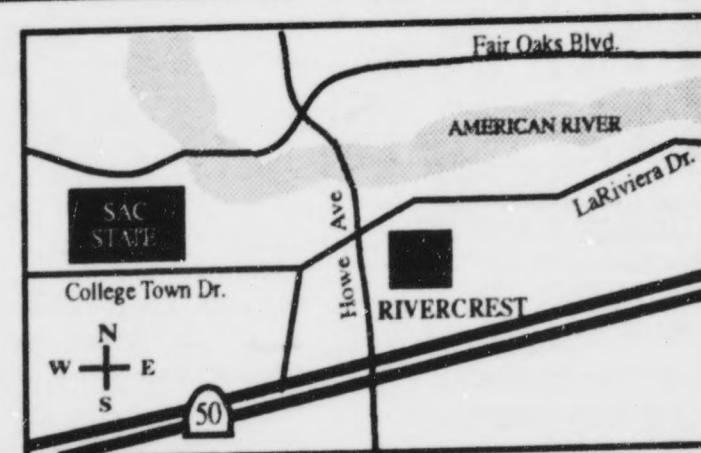 Fair Oaks Blvd.
AMERICAN RIVER
LaRiviera Dr.
SAC
STATE
Howe Ave
College Town Dr.
RIVERCREST
N
W E
S
50